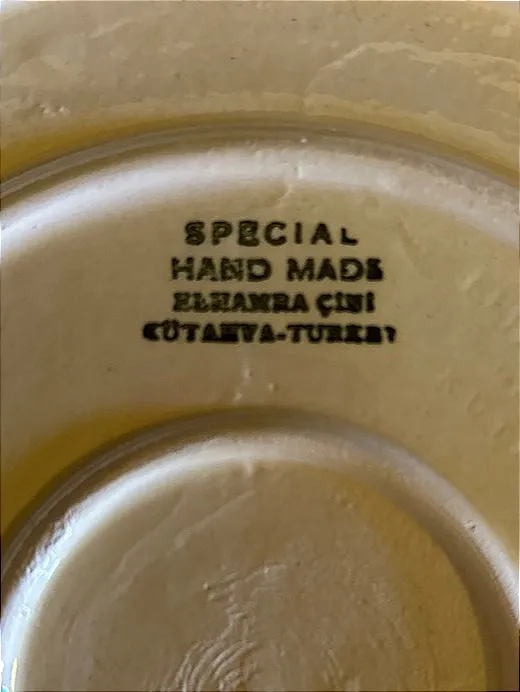 SPECIAL
HAND MADE
ELHAMRA ÇİNİ
KÜTAHYA-TURKEY